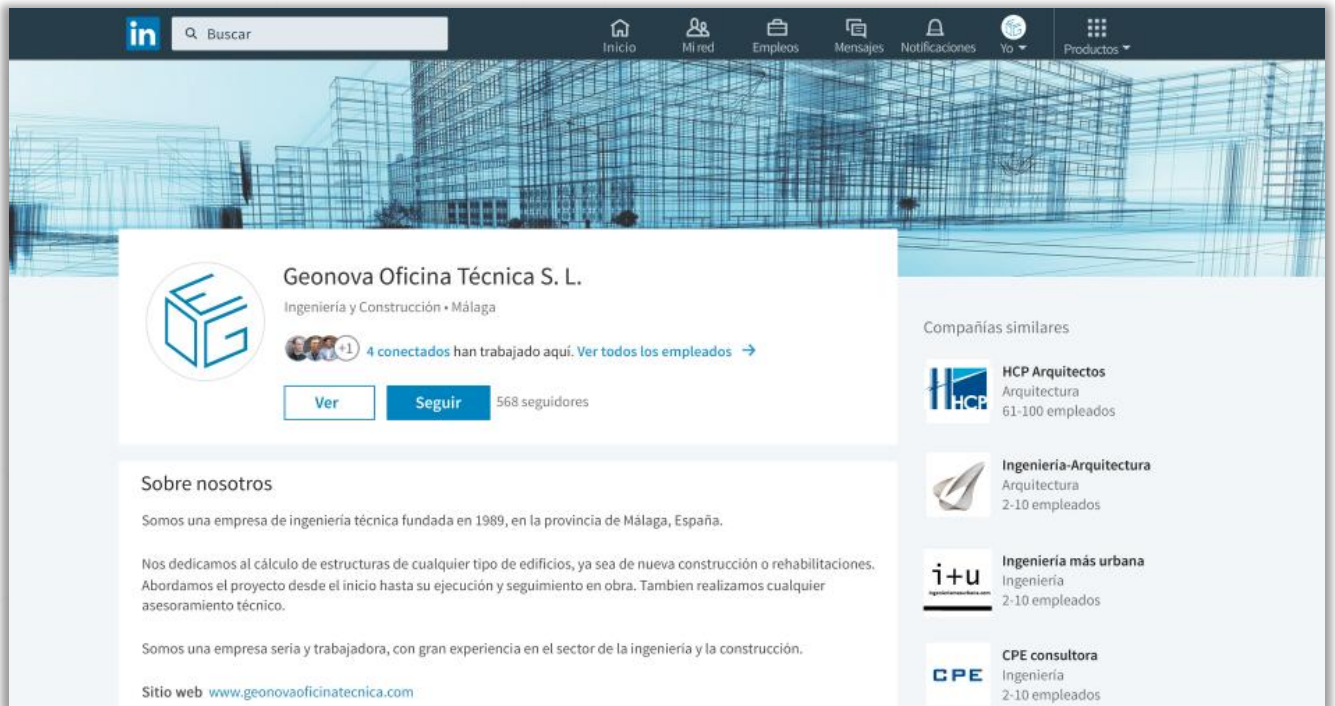 in
Buscar
Inicio
Mi red
Empleos
Mensajes
Notificaciones
Yo
Productos
Geonova Oficina Técnica S. L.
Ingeniería y Construcción • Málaga
+1 4 conectados han trabajado aquí. Ver todos los empleados →
Ver
Seguir
568 seguidores
Sobre nosotros
Somos una empresa de ingeniería técnica fundada en 1989, en la provincia de Málaga, España.
Nos dedicamos al cálculo de estructuras de cualquier tipo de edificios, ya sea de nueva construcción o rehabilitaciones.
Abordamos el proyecto desde el inicio hasta su ejecución y seguimiento en obra. Tambien realizamos cualquier
asesoramiento técnico.
Somos una empresa seria y trabajadora, con gran experiencia en el sector de la ingeniería y la construcción.
Sitio web www.geonovaoficinatecnica.com
Compañías similares
HCP
HCP Arquitectos
Arquitectura
61-100 empleados
Ingeniería-Arquitectura
Arquitectura
2-10 empleados
i+u
Ingeniería más urbana
Ingeniería
2-10 empleados
CPE
CPE consultora
Ingeniería
2-10 empleados